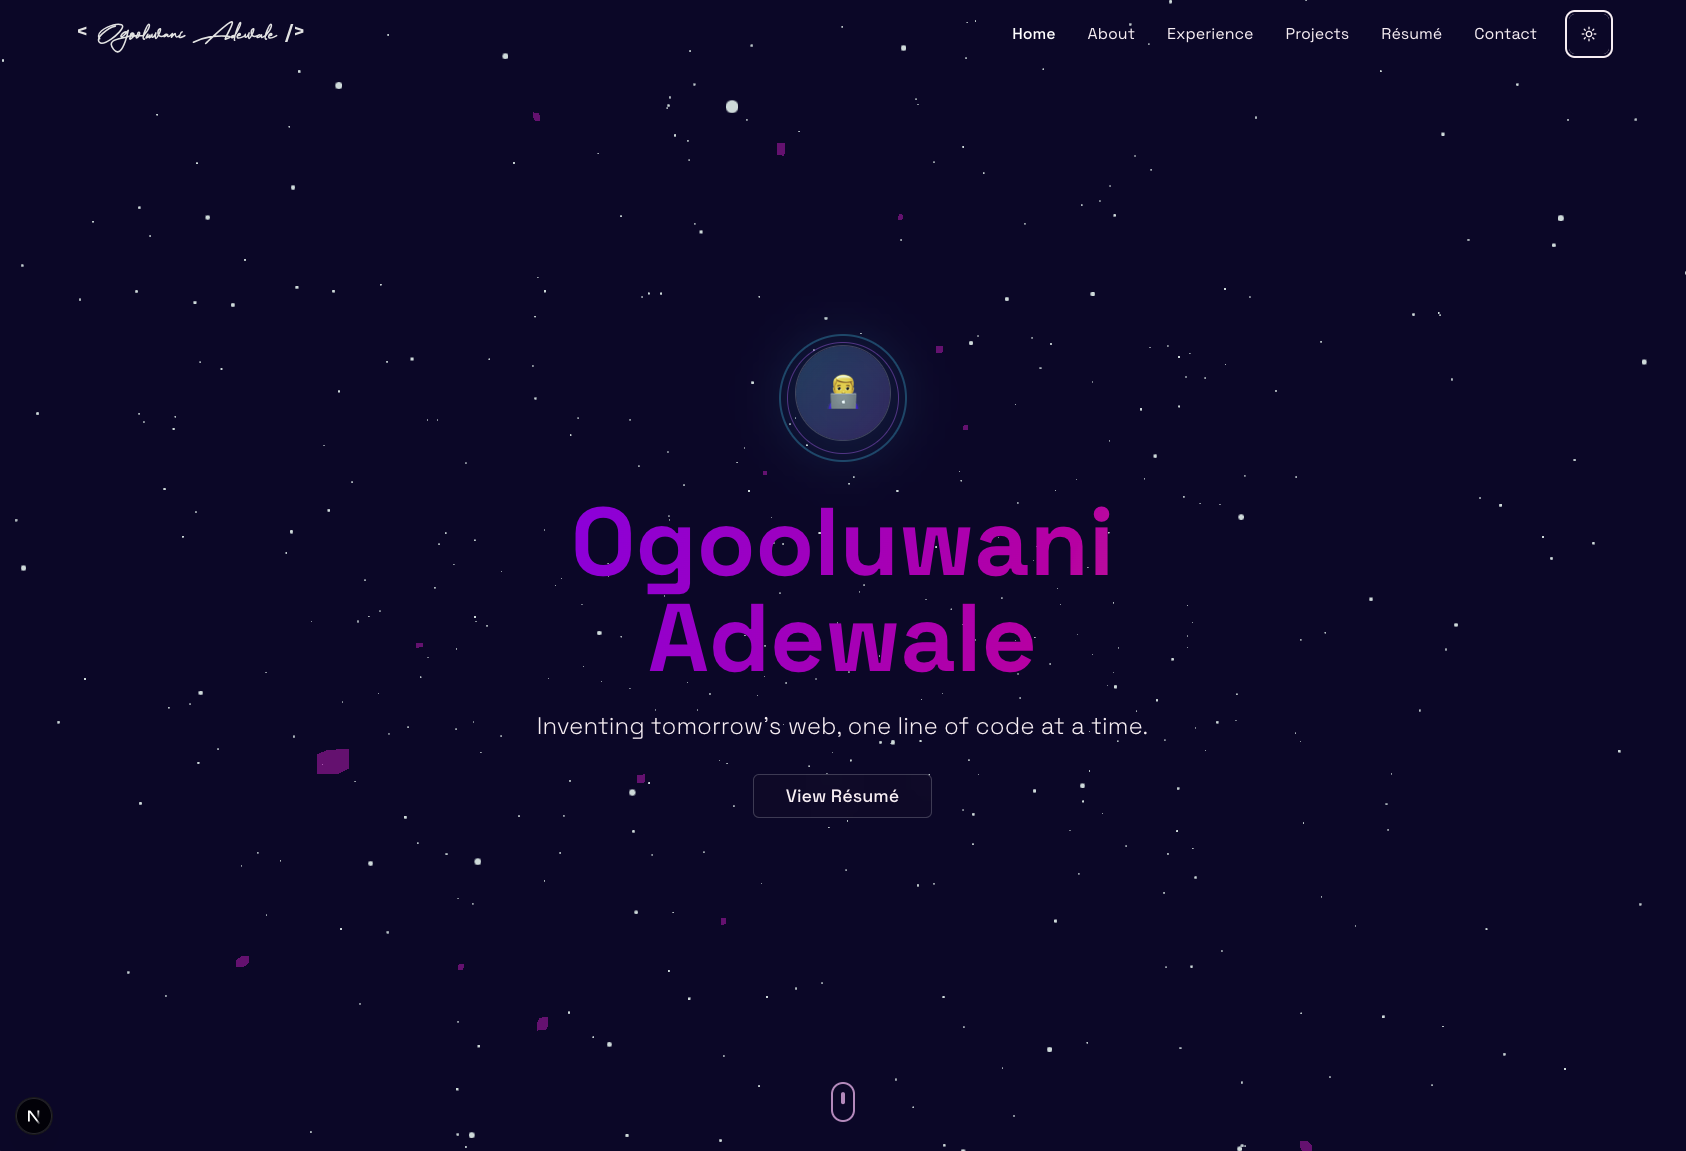 < Ogooluwani Adewale />
Home About Experience Projects Résumé Contact
Ogooluwani
Adewale
Inventing tomorrow's web, one line of code at a time.
View Résumé
N